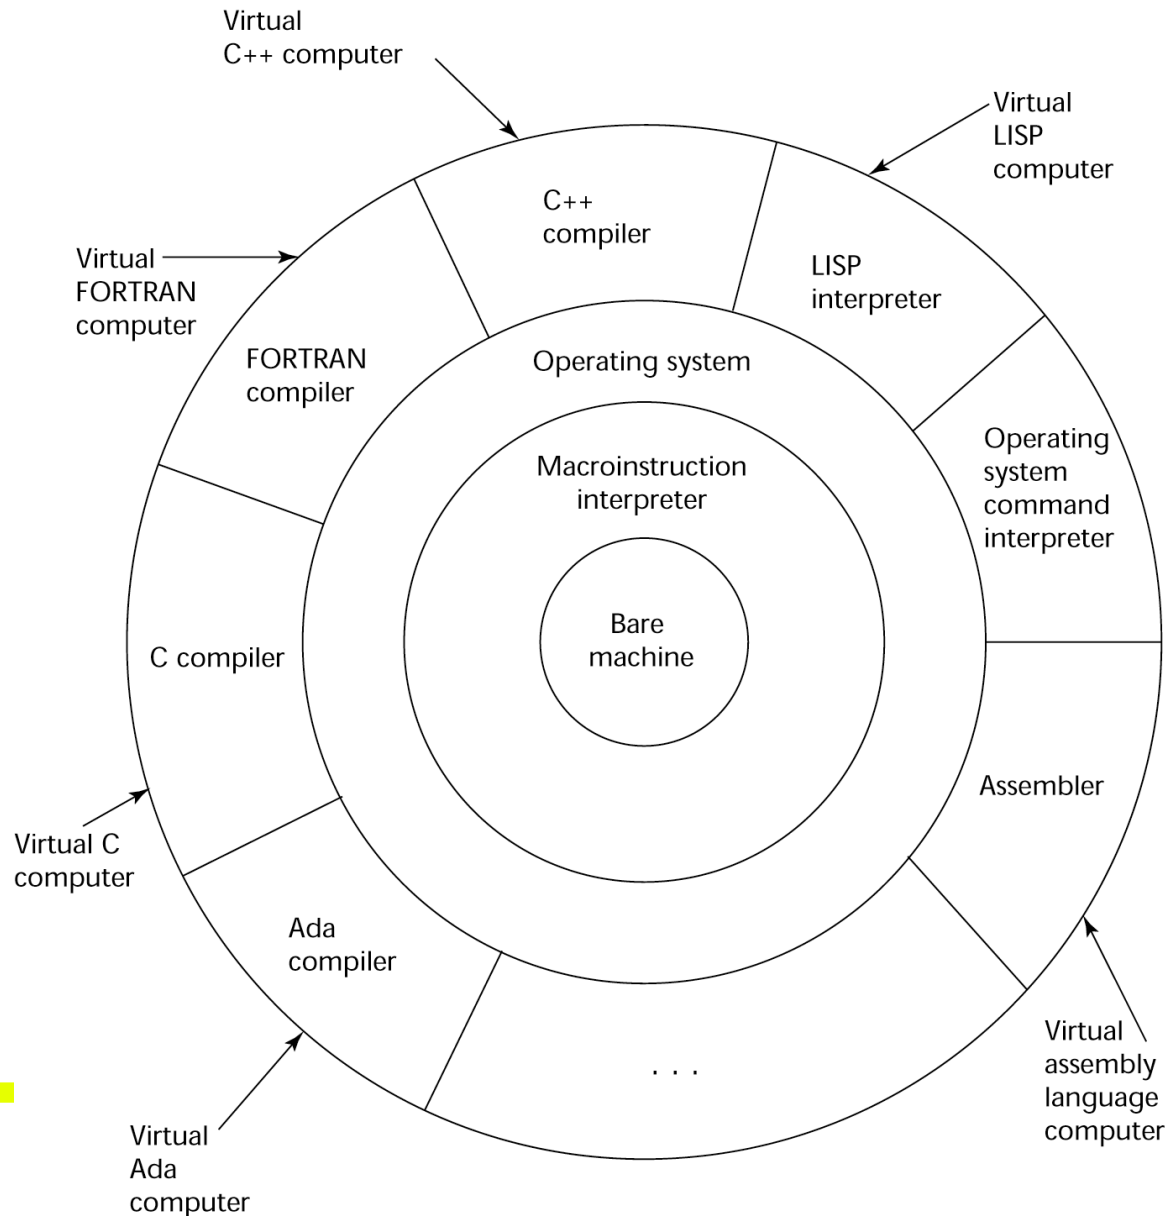 Virtual
C++ computer
Virtual
LISP
computer
C++
compiler
LISP
interpreter
Virtual
FORTRAN
computer
FORTRAN
compiler
Operating system
Operating
system
command
interpreter
Macroinstruction
interpreter
Bare
machine
C compiler
Assembler
Virtual C
computer
Ada
compiler
. . .
Virtual
assembly
language
computer
Virtual
Ada
computer